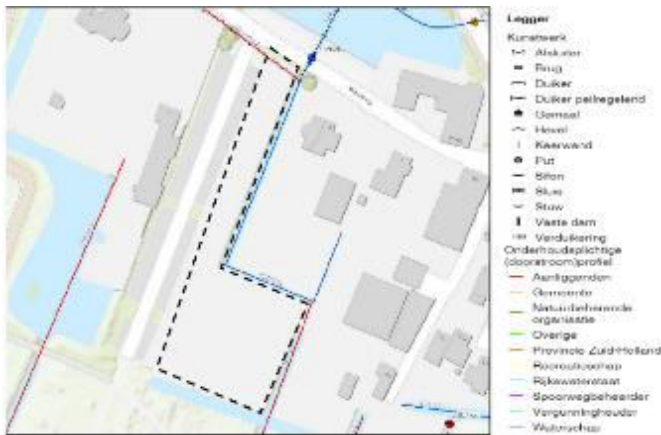 Legger
Kunstwerk
Afsluiter
Brug
Duiker
Duiker peilregelend
Gemaal
Hevel
Keerwand
Put
Sifon
Sluis
Stuw
Vaste dam
Verduikering
Onderhoudsplichtige
(doorstroom)profiel
Aanliggenden
Gemeente
Natuurbeherende
organisatie
Overige
Provincie Zuid-Holland
Recreatieschap
Rijkswaterstaat
Spoorwegbeheerder
Vergunninghouder
Waterschap